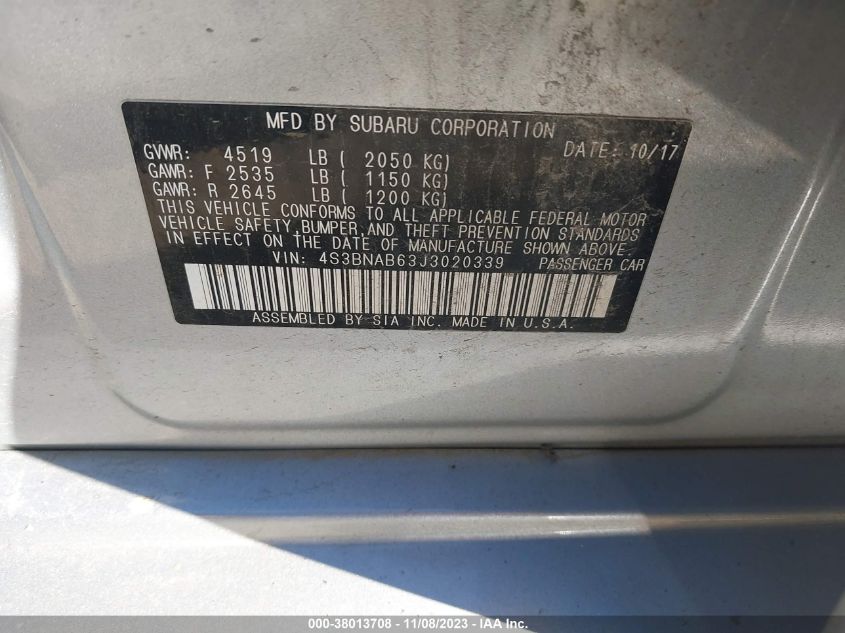 MFD BY SUBARU CORPORATION
GVWR: 4519 LB ( 2050 KG) DATE: 10/17
GAWR: F 2535 LB ( 1150 KG)
GAWR: R 2645 LB ( 1200 KG)
THIS VEHICLE CONFORMS TO ALL APPLICABLE FEDERAL MOTOR
VEHICLE SAFETY, BUMPER, AND THEFT PREVENTION STANDARDS
IN EFFECT ON THE DATE OF MANUFACTURE SHOWN ABOVE.
VIN: 4S3BNAB63J3020339 PASSENGER CAR
ASSEMBLED BY SIA INC. MADE IN U.S.A.
000-38013708 - 11/08/2023 - IAA Inc.